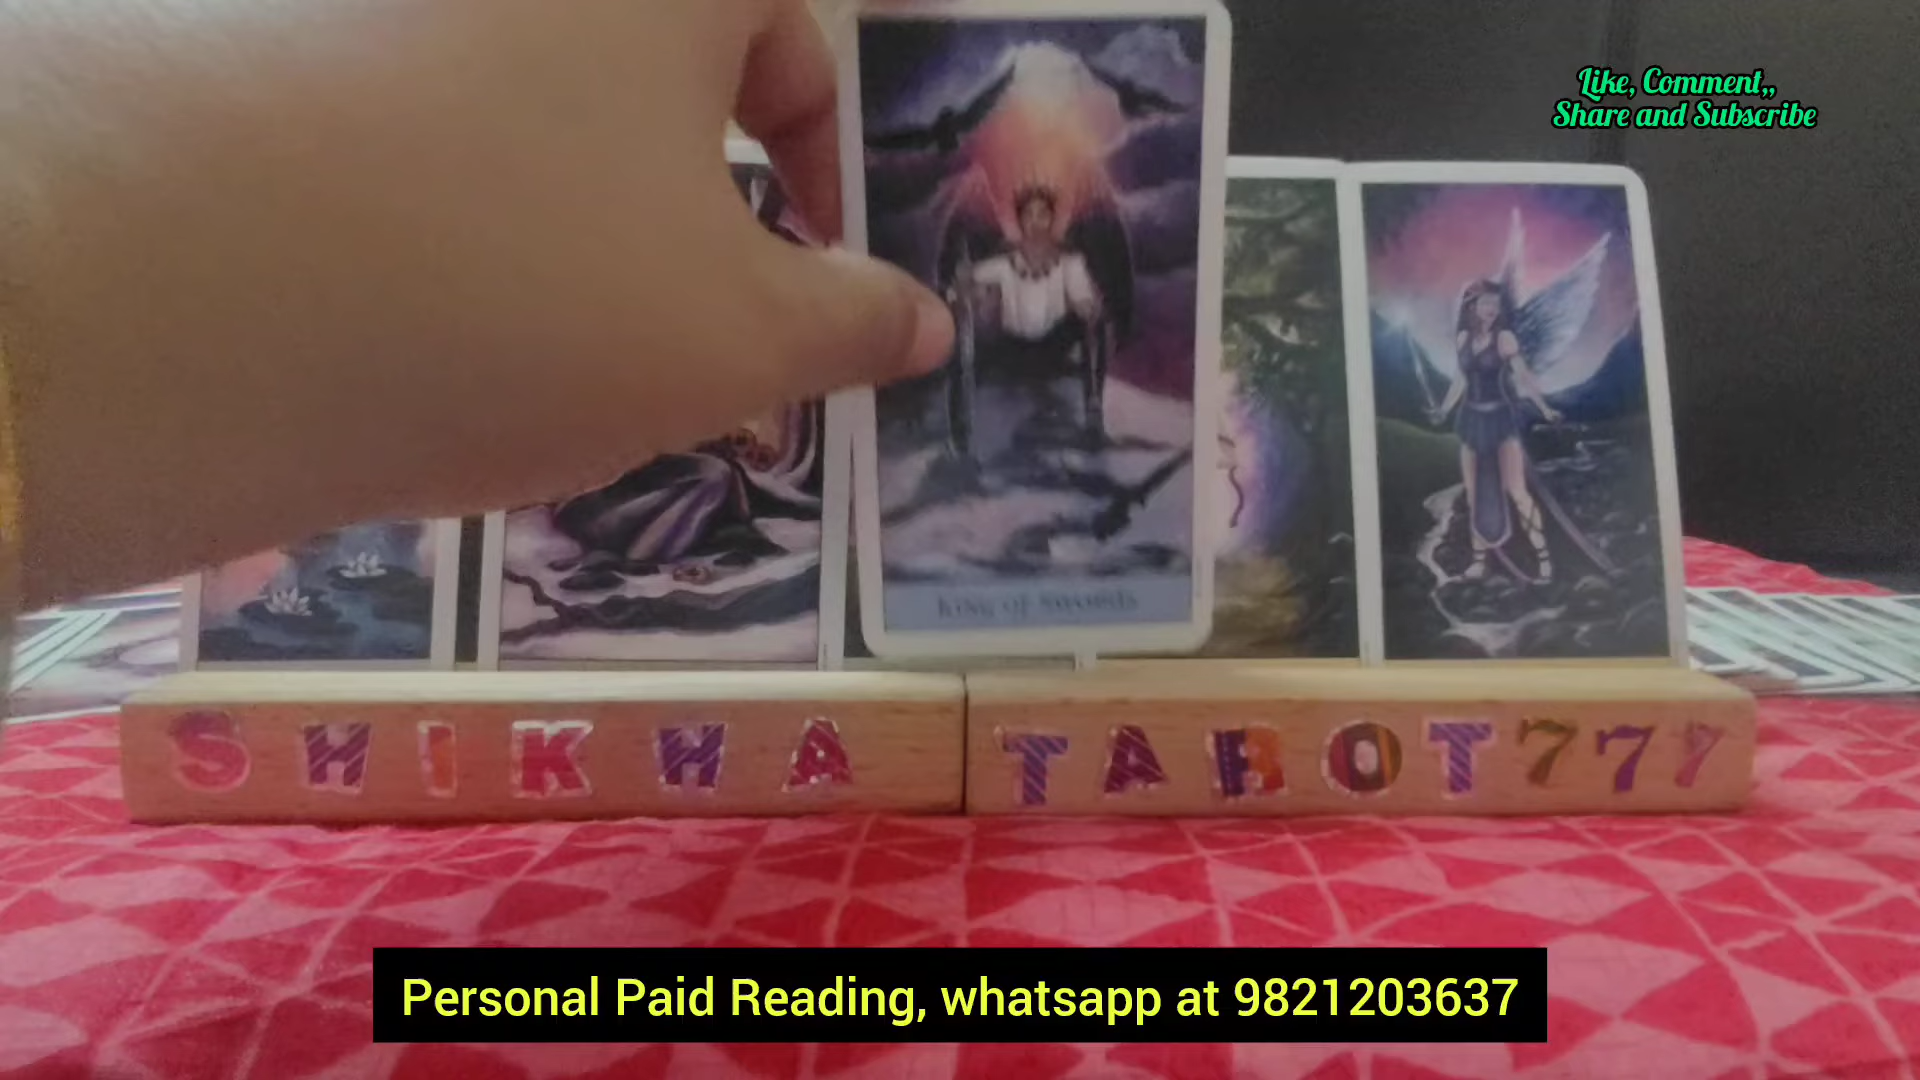 Like, Comment,,
Share and Subscribe
King of Swords
SHIKHA TAROT777
Personal Paid Reading, whatsapp at 9821203637